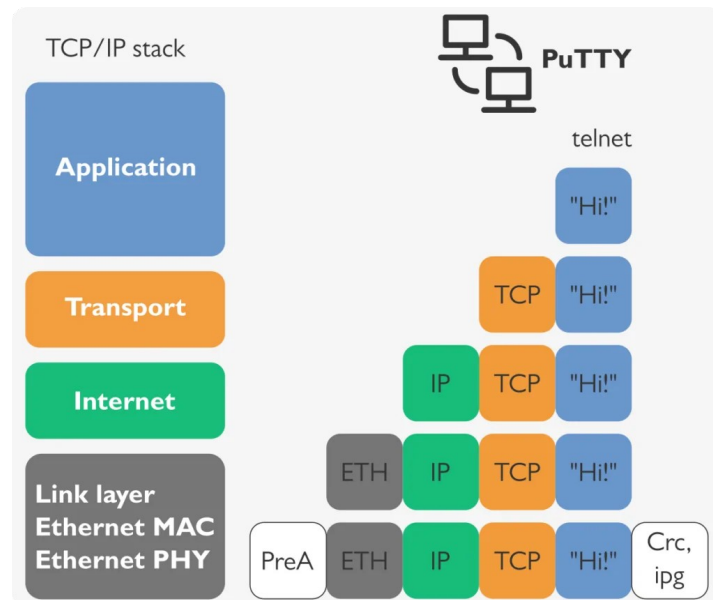 TCP/IP stack
PuTTY
telnet
Application
"Hi!"
Transport
TCP
"Hi!"
Internet
IP
TCP
"Hi!"
Link layer
Ethernet MAC
Ethernet PHY
ETH
IP
TCP
"Hi!"
PreA
ETH
IP
TCP
"Hi!"
Crc,
ipg